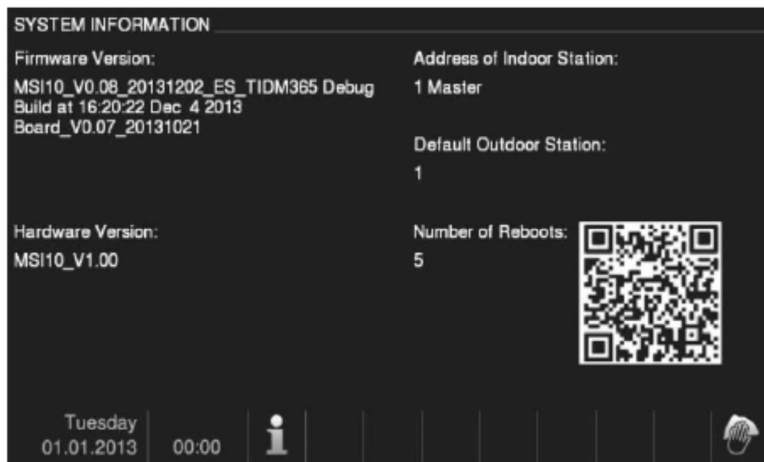 SYSTEM INFORMATION
Firmware Version:
MSI10_V0.08_20131202_ES_TIDM365 Debug
Build at 16:20:22 Dec 4 2013
Board_V0.07_20131021
Address of Indoor Station:
1 Master
Default Outdoor Station:
1
Hardware Version:
MSI10_V1.00
Number of Reboots:
5
Tuesday
01.01.2013
00:00